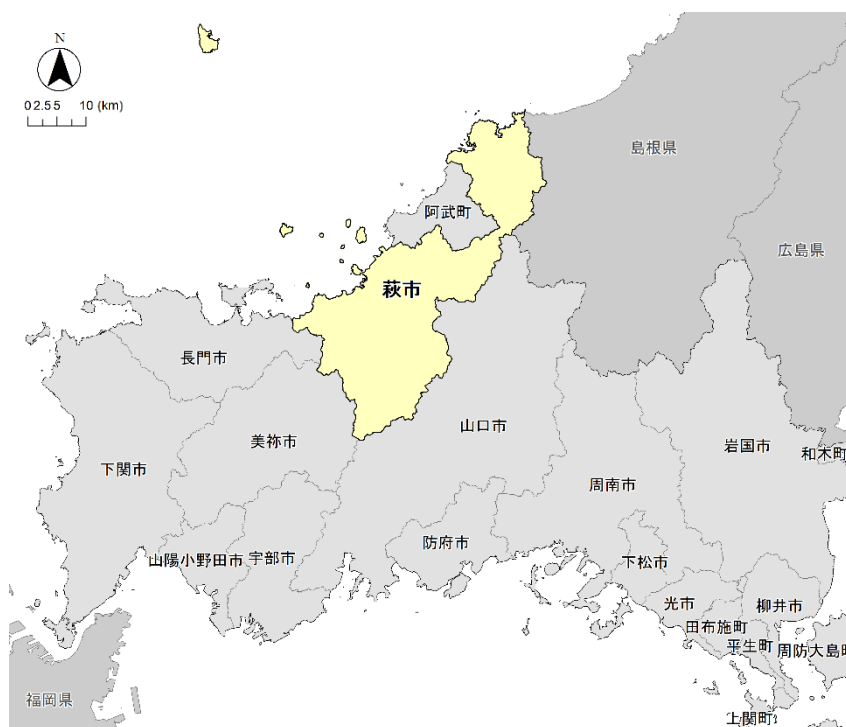 N
0 2.5 5 10 (km)
島根県
阿武町
広島県
萩市
長門市
山口市
美祢市
岩国市
和木町
下関市
周南市
防府市
山陽小野田市
宇部市
下松市
光市
柳井市
田布施町
平生町
周防大島町
福岡県
上関町